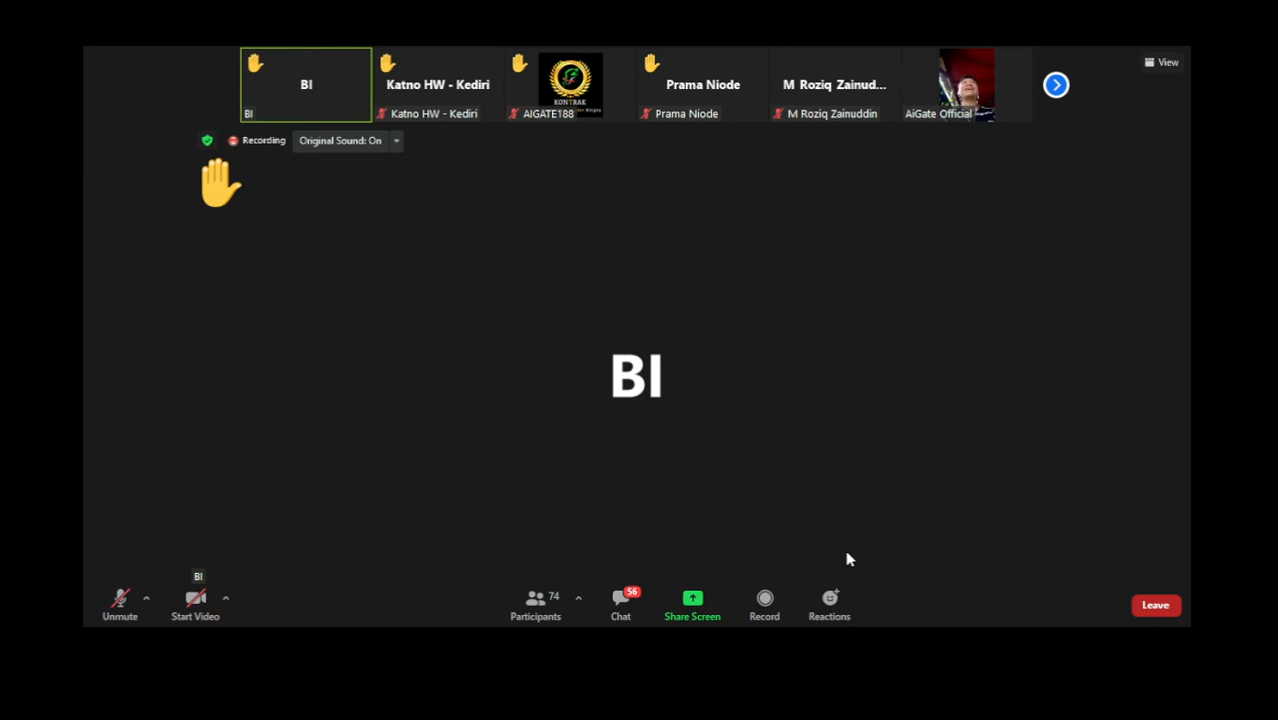 BI
BI
Katno HW - Kediri
Katno HW - Kediri
KONTRAK
AIGATE188
Prama Niode
Prama Niode
M Roziq Zainud...
M Roziq Zainuddin
AiGate Official
View
Recording
Original Sound: On
BI
BI
Unmute
Start Video
74
Participants
56
Chat
Share Screen
Record
Reactions
Leave